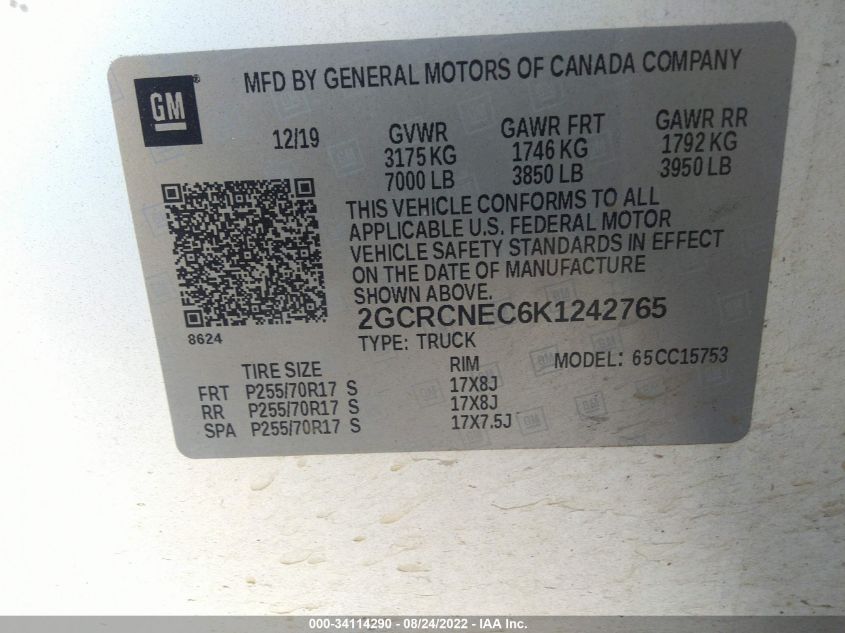 GM®
MFD BY GENERAL MOTORS OF CANADA COMPANY
12/19
GVWR
3175 KG
7000 LB
GAWR FRT
1746 KG
3850 LB
GAWR RR
1792 KG
3950 LB
THIS VEHICLE CONFORMS TO ALL
APPLICABLE U.S. FEDERAL MOTOR
VEHICLE SAFETY STANDARDS IN EFFECT
ON THE DATE OF MANUFACTURE
SHOWN ABOVE.
8624
2GCRCNEC6K1242765
TYPE: TRUCK
MODEL: 65CC15753
TIRE SIZE RIM
FRT P255/70R17 S 17X8J
RR P255/70R17 S 17X8J
SPA P255/70R17 S 17X7.5J
000-34114290 - 08/24/2022 - IAA Inc.